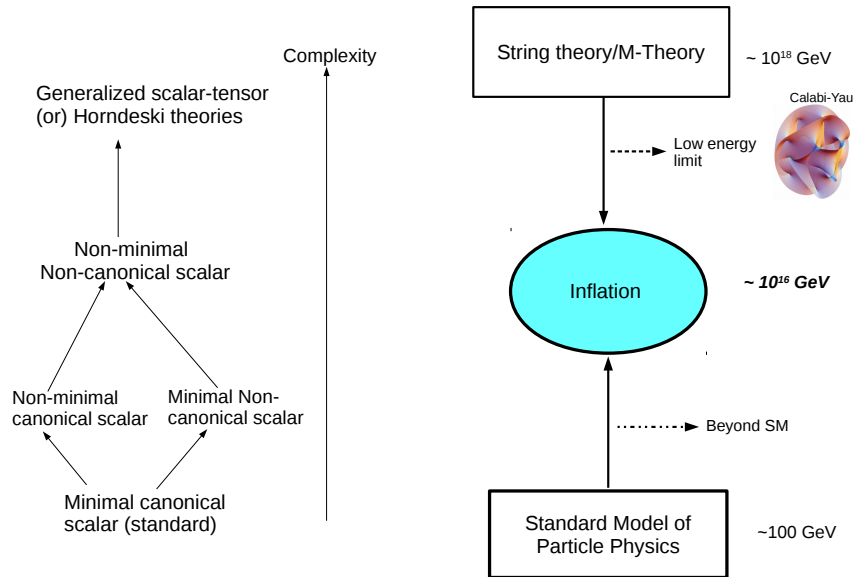 Complexity
Generalized scalar-tensor
(or) Horndeski theories
Non-minimal
Non-canonical scalar
Non-minimal
canonical scalar
Minimal Non-
canonical scalar
Minimal canonical
scalar (standard)
String theory/M-Theory
~ 10¹⁸ GeV
Calabi-Yau
Low energy
limit
Inflation
~ 10¹⁶ GeV
Beyond SM
Standard Model of
Particle Physics
~100 GeV